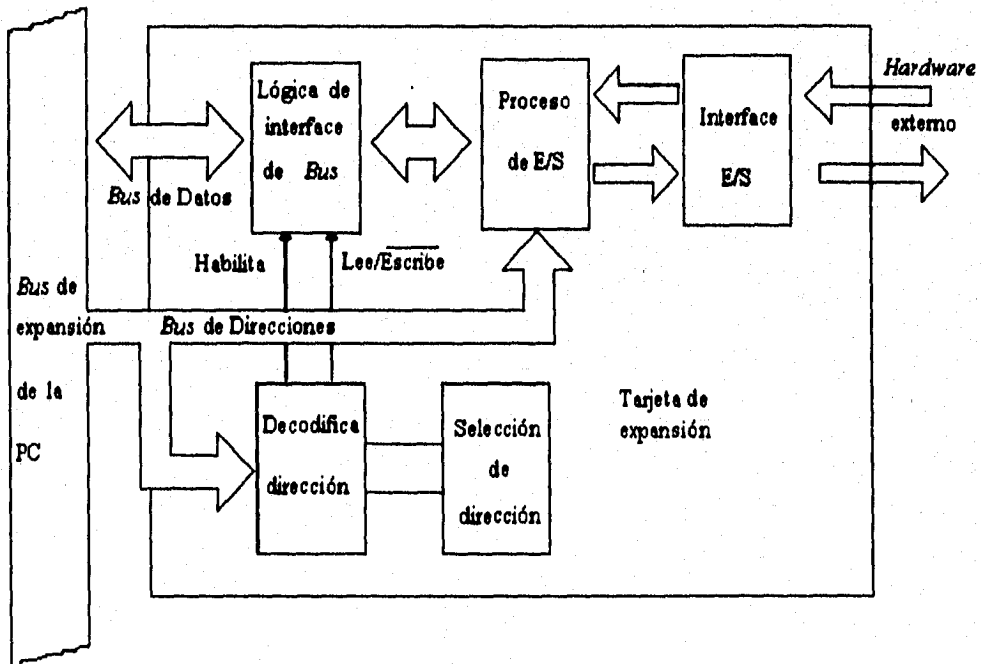 Lógica de
interface
de Bus
Proceso
de E/S
Interface
E/S
Hardware
externo
Bus de Datos
Habilita
Lee/Escribe
Bus de
expansión
de la
PC
Bus de Direcciones
Decodifica
dirección
Selección
de
dirección
Tarjeta de
expansión